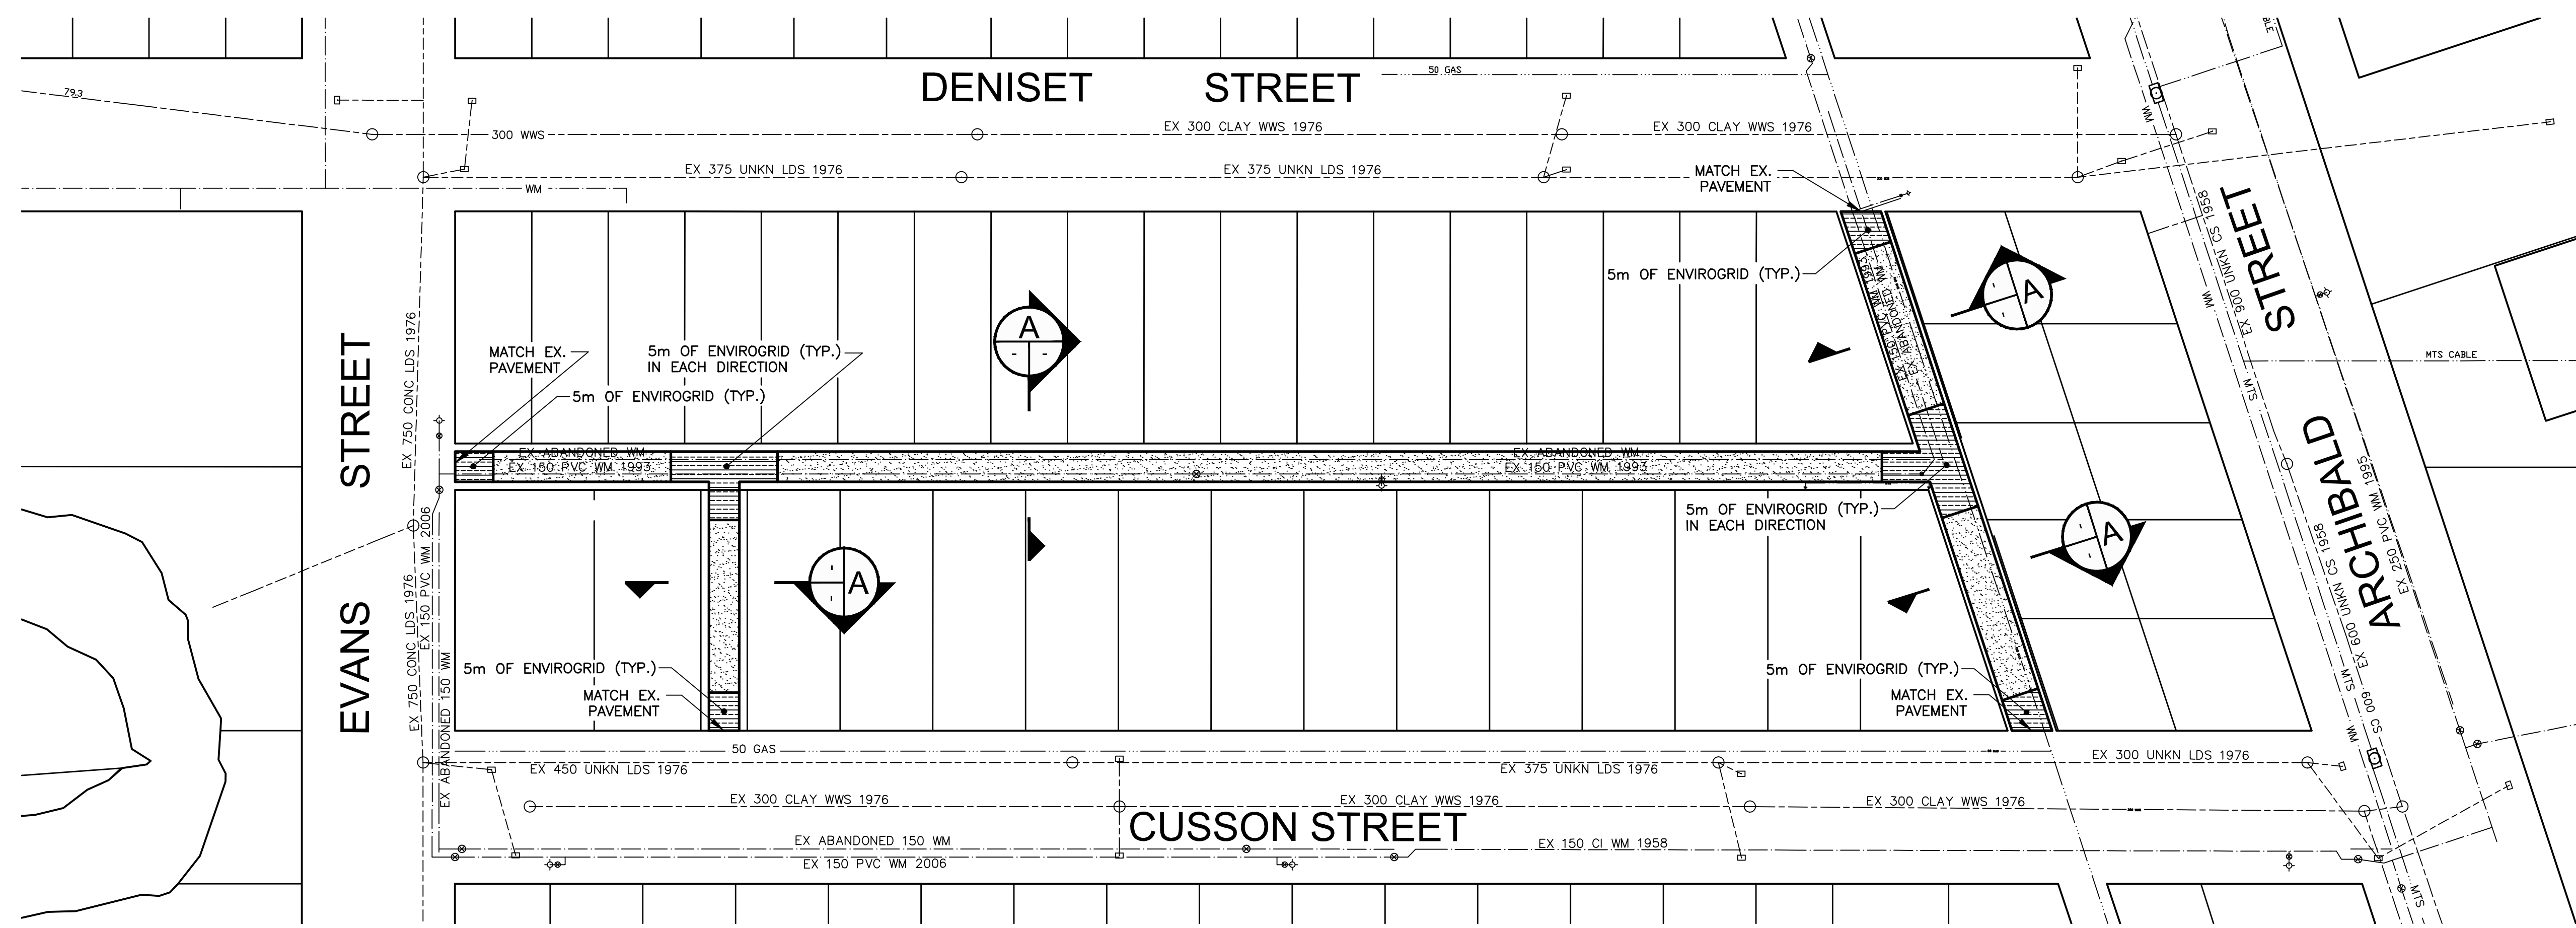 DENISET STREET
50 GAS
79.3
300 WWS
EX 300 CLAY WWS 1976
EX 300 CLAY WWS 1976
EX 375 UNKN LDS 1976
EX 375 UNKN LDS 1976
WM
MATCH EX.
PAVEMENT
5m OF ENVIROGRID (TYP.)
EX 150 PVC WM 1993
EX ABANDONED WM
A
A
MATCH EX.
PAVEMENT
5m OF ENVIROGRID (TYP.)
IN EACH DIRECTION
5m OF ENVIROGRID (TYP.)
EX ABANDONED WM
EX 150 PVC WM 1993
EX ABANDONED WM
EX 150 PVC WM 1993
5m OF ENVIROGRID (TYP.)
IN EACH DIRECTION
A
A
5m OF ENVIROGRID (TYP.)
MATCH EX.
PAVEMENT
5m OF ENVIROGRID (TYP.)
MATCH EX.
PAVEMENT
EVANS STREET
EX 750 CONC LDS 1976
EX 750 CONC LDS 1976
EX 150 PVC WM 2006
EX ABANDONED 150 WM
50 GAS
EX 450 UNKN LDS 1976
EX 375 UNKN LDS 1976
EX 300 UNKN LDS 1976
EX 300 CLAY WWS 1976
EX 300 CLAY WWS 1976
EX 300 CLAY WWS 1976
CUSSON STREET
EX ABANDONED 150 WM
EX 150 PVC WM 2006
EX 150 CI WM 1958
ARCHIBALD STREET
WM
EX 900 UNKN CS 1958
WM
MTS
MTS CABLE
EX 250 PVC WM 1995
EX 600 UNKN CS 1958
MTS
600 CS
WM
MTS